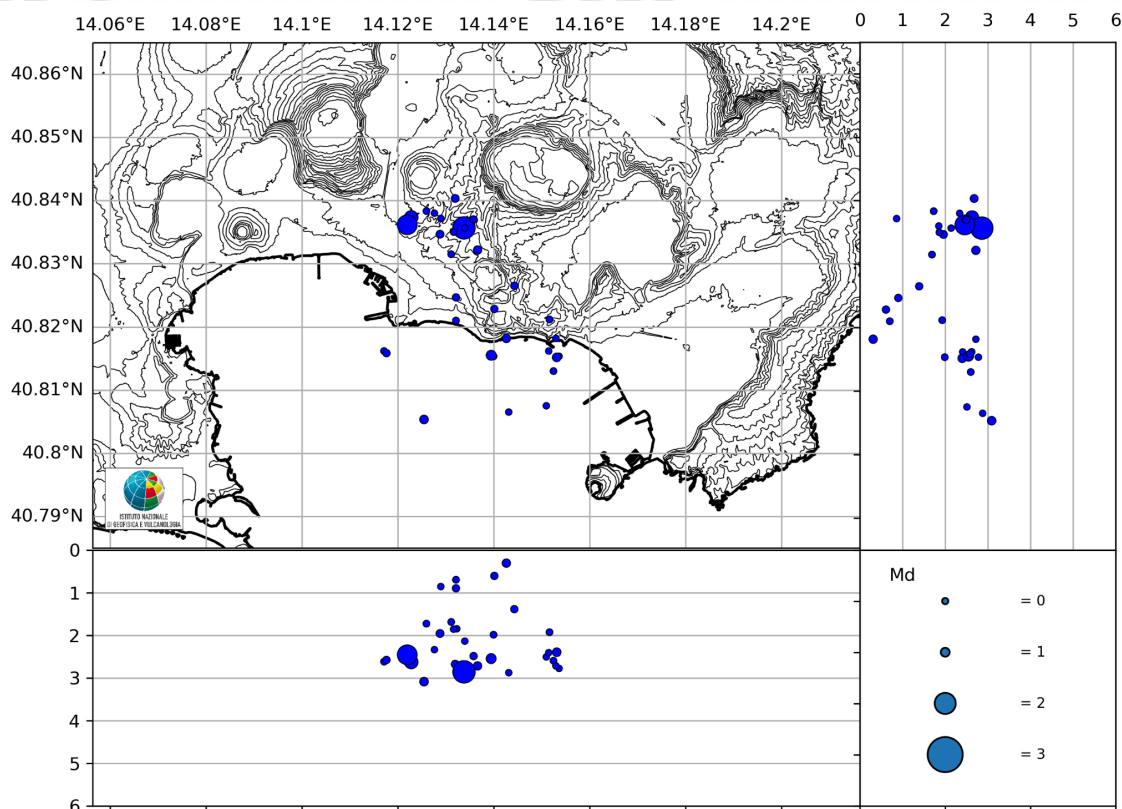 14.06°E 14.08°E 14.1°E 14.12°E 14.14°E 14.16°E 14.18°E 14.2°E 0 1 2 3 4 5 6
40.86°N
40.85°N
40.84°N
40.83°N
40.82°N
40.81°N
40.8°N
40.79°N
ISTITUTO NAZIONALE
DI GEOFISICA E VULCANOLOGIA
0
1
2
3
4
5
6
Md
= 0
= 1
= 2
= 3